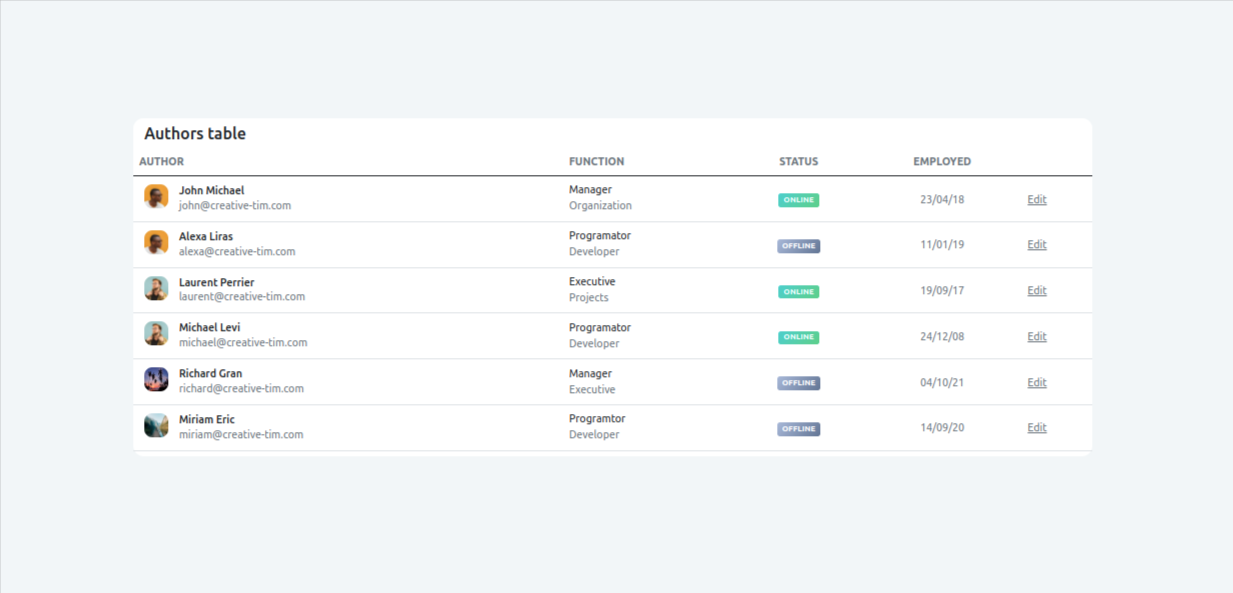 Authors table
AUTHOR FUNCTION STATUS EMPLOYED
John Michael Manager
john@creative-tim.com Organization ONLINE 23/04/18 Edit
Alexa Liras Programator
alexa@creative-tim.com Developer OFFLINE 11/01/19 Edit
Laurent Perrier Executive
laurent@creative-tim.com Projects ONLINE 19/09/17 Edit
Michael Levi Programator
michael@creative-tim.com Developer ONLINE 24/12/08 Edit
Richard Gran Manager
richard@creative-tim.com Executive OFFLINE 04/10/21 Edit
Miriam Eric Programtor
miriam@creative-tim.com Developer OFFLINE 14/09/20 Edit